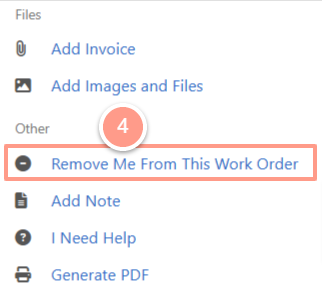 Files
Add Invoice
Add Images and Files
Other
4
Remove Me From This Work Order
Add Note
I Need Help
Generate PDF